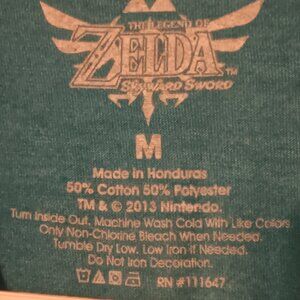 THE LEGEND OF
ZELDA™
SKYWARD SWORD
M
Made in Honduras
50% Cotton 50% Polyester
TM & © 2013 Nintendo.
Turn Inside Out. Machine Wash Cold With Like Colors.
Only Non-Chlorine Bleach When Needed.
Tumble Dry Low. Low Iron if Needed.
Do Not Iron Decoration.
RN #111647